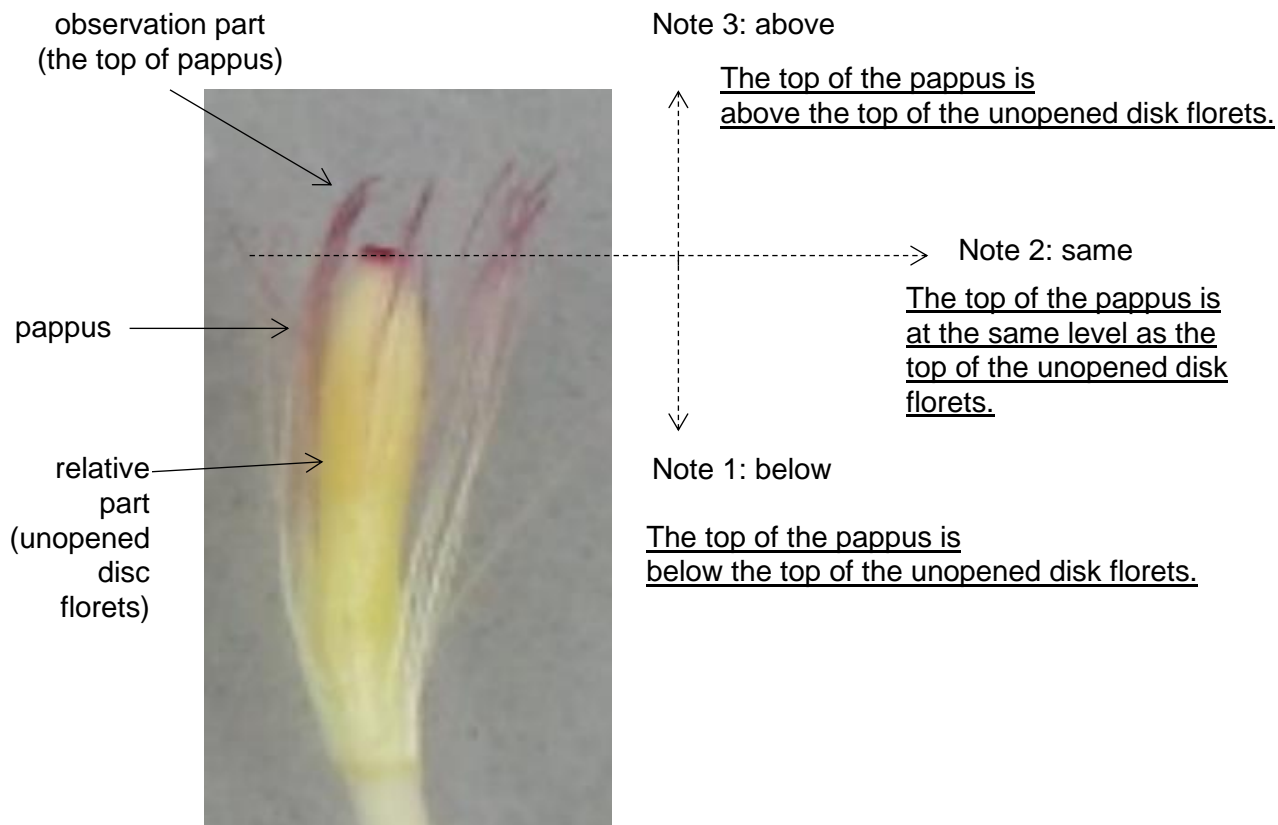 observation part
(the top of pappus)
Note 3: above
The top of the pappus is
above the top of the unopened disk florets.
Note 2: same
The top of the pappus is
at the same level as the
top of the unopened disk
florets.
pappus
relative
part
(unopened
disc
florets)
Note 1: below
The top of the pappus is
below the top of the unopened disk florets.